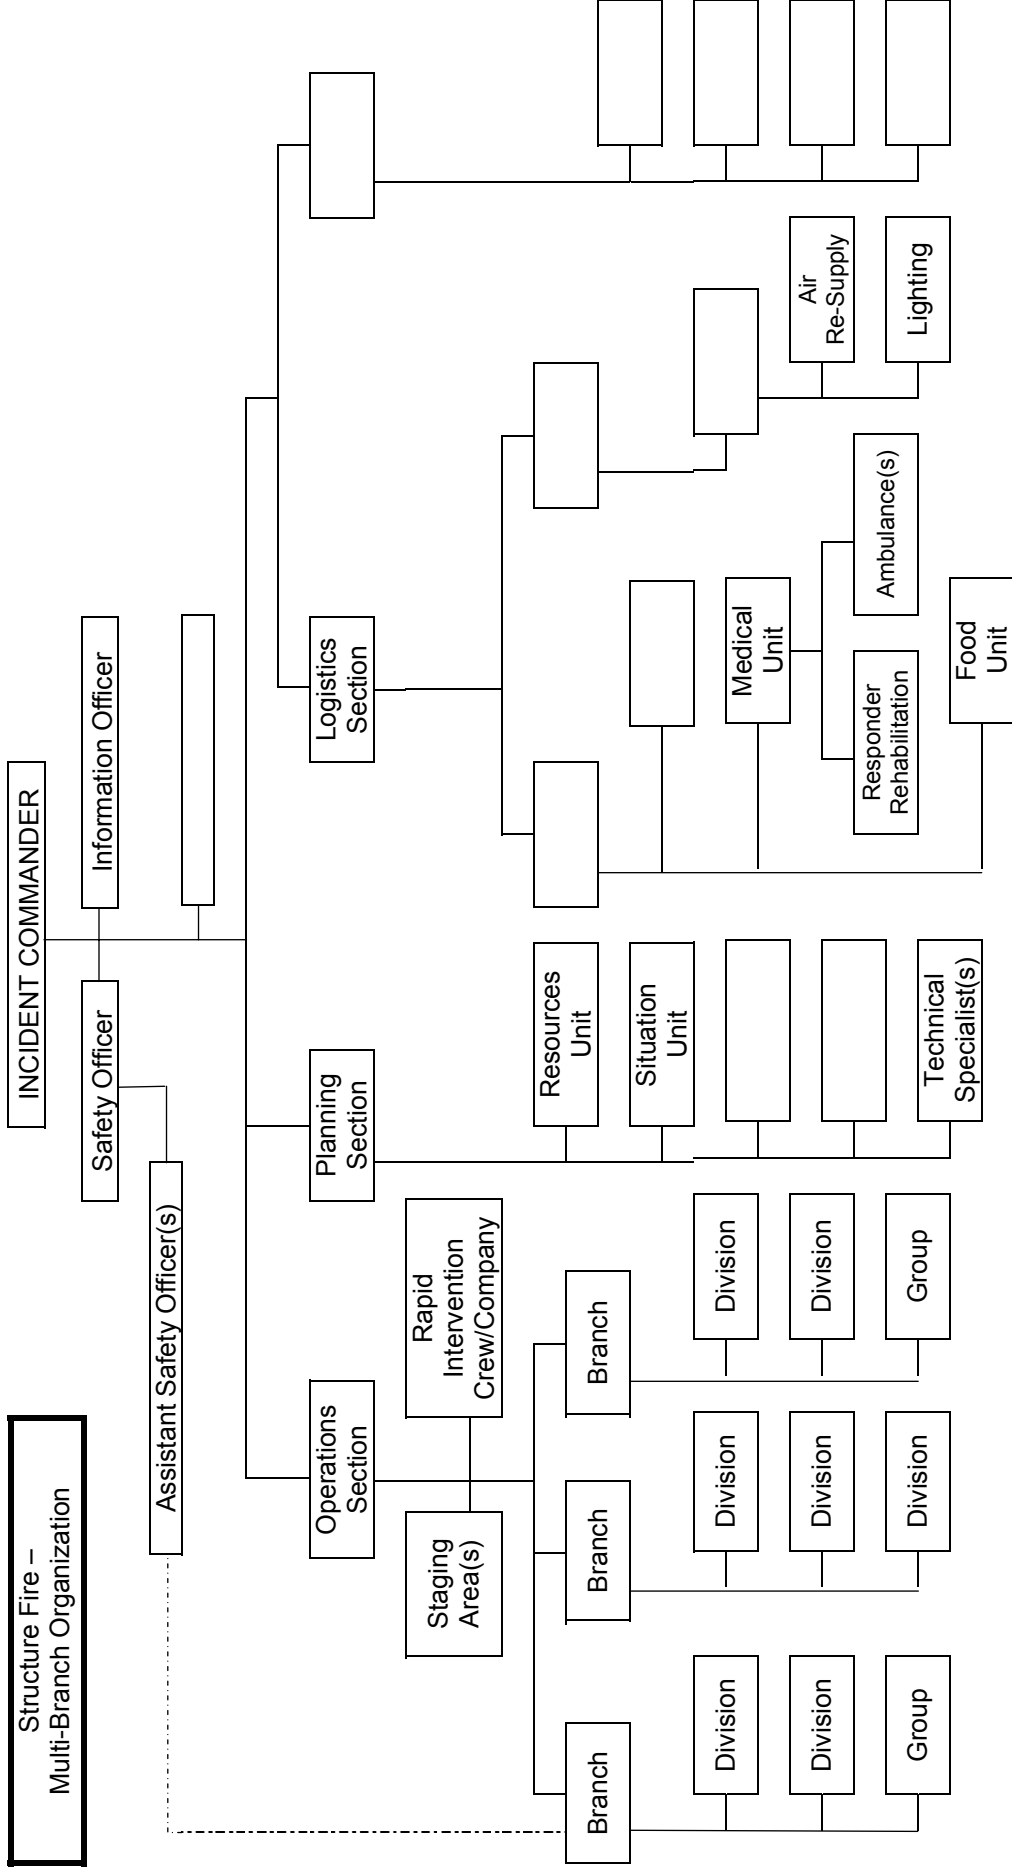 Structure Fire –
Multi-Branch Organization
INCIDENT COMMANDER
Safety Officer
Information Officer
Assistant Safety Officer(s)
Operations
Section
Planning
Section
Logistics
Section
Staging
Area(s)
Rapid
Intervention
Crew/Company
Branch
Branch
Branch
Division
Division
Group
Division
Division
Division
Division
Division
Group
Resources
Unit
Situation
Unit
Technical
Specialist(s)
Medical
Unit
Responder
Rehabilitation
Ambulance(s)
Food
Unit
Air
Re-Supply
Lighting